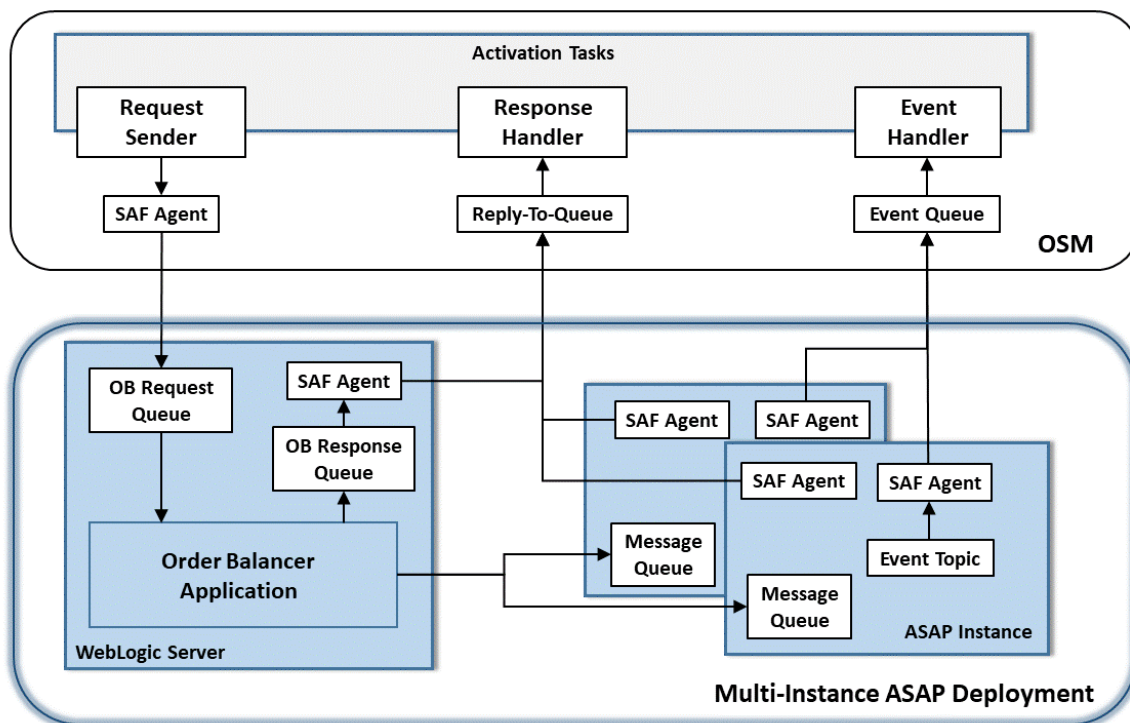 Activation Tasks
Request
Sender
Response
Handler
Event
Handler
SAF Agent
Reply-To-Queue
Event Queue
OSM
OB Request
Queue
SAF Agent
OB Response
Queue
Order Balancer
Application
WebLogic Server
SAF Agent
SAF Agent
Message
Queue
SAF Agent
SAF Agent
Event Topic
Message
Queue
ASAP Instance
Multi-Instance ASAP Deployment